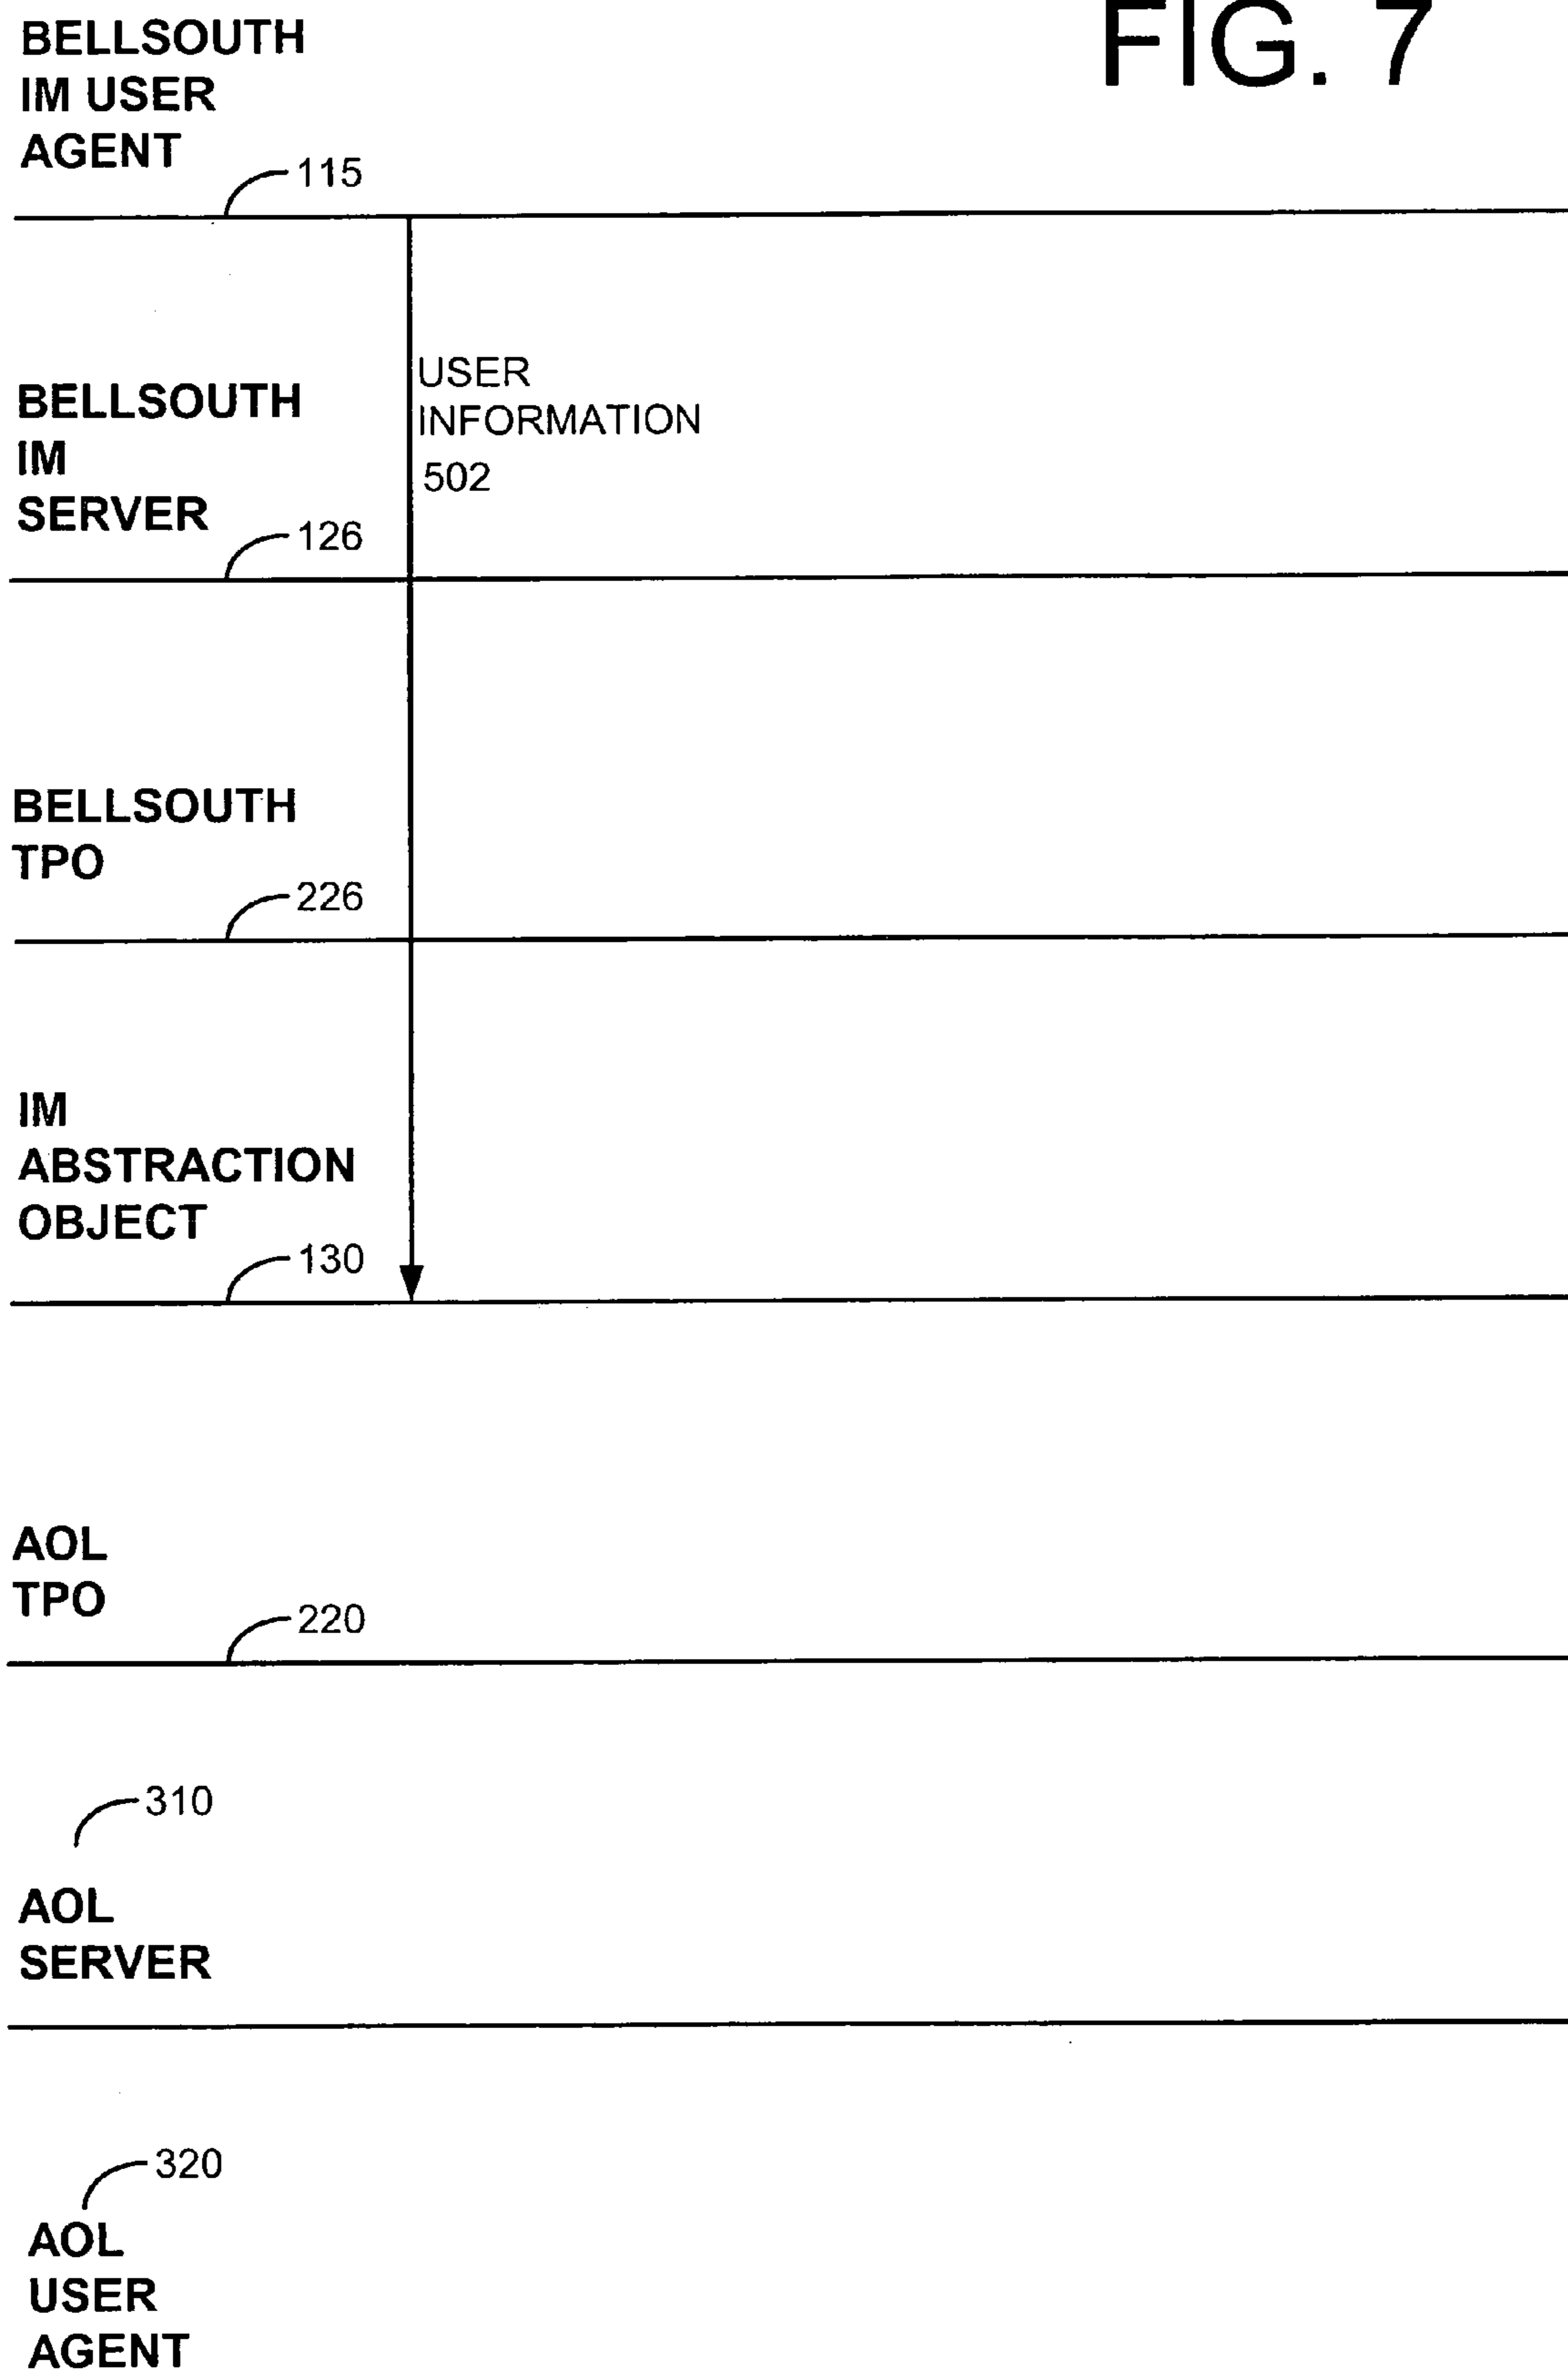 FIG. 7
BELLSOUTH
IM USER
AGENT
115
USER
INFORMATION
502
BELLSOUTH
IM
SERVER
126
BELLSOUTH
TPO
226
IM
ABSTRACTION
OBJECT
130
AOL
TPO
220
310
AOL
SERVER
320
AOL
USER
AGENT